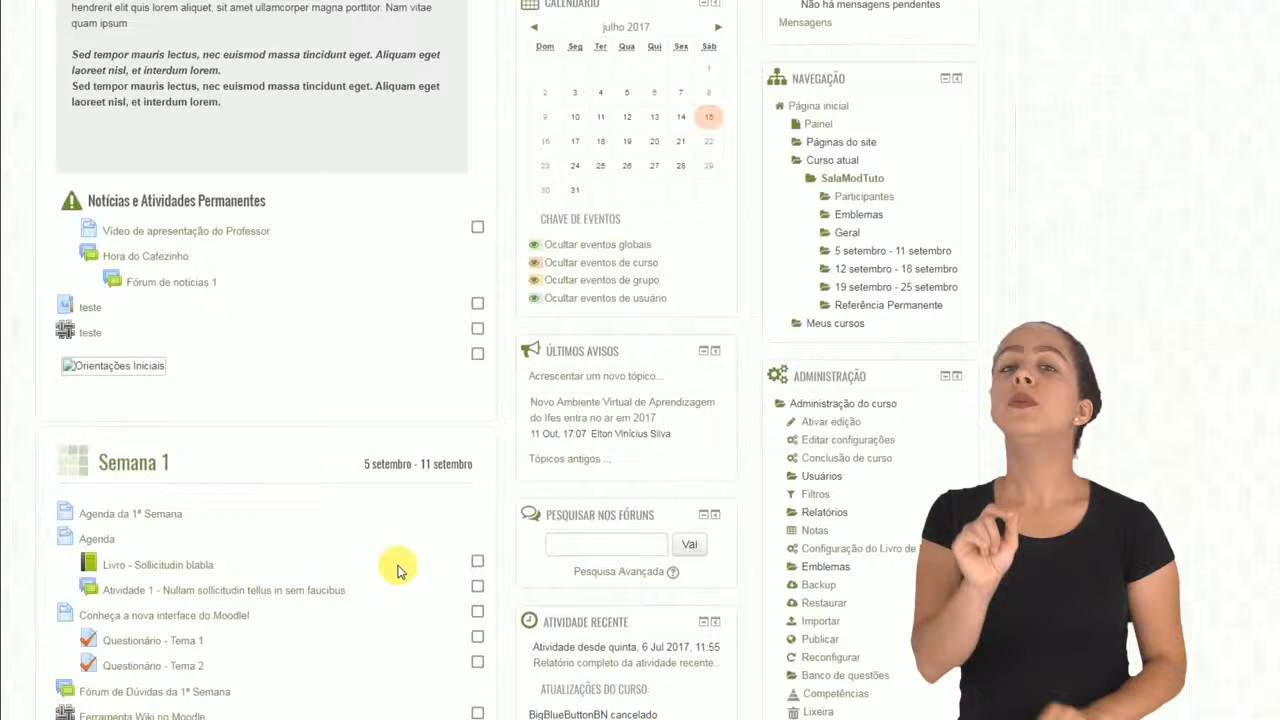 hendrerit elit quis lorem aliquet, sit amet ullamcorper magna porttitor. Nam vitae
quam ipsum
Sed tempor mauris lectus, nec euismod massa tincidunt eget. Aliquam eget
laoreet nisl, et interdum lorem.
Sed tempor mauris lectus, nec euismod massa tincidunt eget. Aliquam eget
laoreet nisl, et interdum lorem.
Notícias e Atividades Permanentes
Vídeo de apresentação do Professor
Hora do Cafezinho
Fórum de notícias 1
teste
teste
Orientações Iniciais
Semana 1
5 setembro - 11 setembro
Agenda da 1ª Semana
Agenda
Livro - Sollicitudin blabla
Atividade 1 - Nullam sollicitudin tellus in sem faucibus
Conheça a nova interface do Moodle!
Questionário - Tema 1
Questionário - Tema 2
Fórum de Dúvidas da 1ª Semana
Ferramenta Wiki no Moodle
CALENDÁRIO
julho 2017
Dom Seg Ter Qua Qui Sex Sáb
1
2 3 4 5 6 7 8
9 10 11 12 13 14 15
16 17 18 19 20 21 22
23 24 25 26 27 28 29
30 31
CHAVE DE EVENTOS
Ocultar eventos globais
Ocultar eventos de curso
Ocultar eventos de grupo
Ocultar eventos de usuário
ÚLTIMOS AVISOS
Acrescentar um novo tópico...
Novo Ambiente Virtual de Aprendizagem
do Ifes entra no ar em 2017
11 Out, 17:07 Elton Vinícius Silva
Tópicos antigos ...
PESQUISAR NOS FÓRUNS
Vai
Pesquisa Avançada
ATIVIDADE RECENTE
Atividade desde quinta, 6 Jul 2017, 11:55
Relatório completo da atividade recente..
ATUALIZAÇÕES DO CURSO:
BigBlueButtonBN cancelado
Não há mensagens pendentes
Mensagens
NAVEGAÇÃO
Página inicial
Painel
Páginas do site
Curso atual
SalaModTuto
Participantes
Emblemas
Geral
5 setembro - 11 setembro
12 setembro - 18 setembro
19 setembro - 25 setembro
Referência Permanente
Meus cursos
ADMINISTRAÇÃO
Administração do curso
Ativar edição
Editar configurações
Conclusão de curso
Usuários
Filtros
Relatórios
Notas
Configuração do Livro de
Emblemas
Backup
Restaurar
Importar
Publicar
Reconfigurar
Banco de questões
Competências
Lixeira